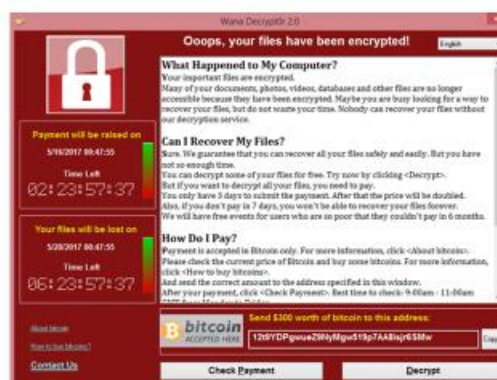 Wana Decrypt0r 2.0
Ooops, your files have been encrypted!
English
What Happened to My Computer?
Your important files are encrypted.
Many of your documents, photos, videos, databases and other files are no longer
accessible because they have been encrypted. Maybe you are busy looking for a way to
recover your files, but do not waste your time. Nobody can recover your files without
our decryption service.
Can I Recover My Files?
Sure. We guarantee that you can recover all your files safely and easily. But you have
not so enough time.
You can decrypt some of your files for free. Try now by clicking <Decrypt>.
But if you want to decrypt all your files, you need to pay.
You only have 3 days to submit the payment. After that the price will be doubled.
Also, if you don't pay in 7 days, you won't be able to recover your files forever.
We will have free events for users who are so poor that they couldn't pay in 6 months.
How Do I Pay?
Payment is accepted in Bitcoin only. For more information, click <About bitcoin>.
Please check the current price of Bitcoin and buy some bitcoins. For more information,
click <How to buy bitcoins>.
And send the correct amount to the address specified in this window.
After your payment, click <Check Payment>. Best time to check: 9:00am - 11:00am
GMT from Monday to Friday.
Payment will be raised on
5/16/2017 00:47:55
Time Left
02:23:57:37
Your files will be lost on
5/20/2017 00:47:55
Time Left
06:23:57:37
About bitcoin
How to buy bitcoins?
Contact Us
bitcoin
ACCEPTED HERE
Send $300 worth of bitcoin to this address:
Copy
Check Payment
Decrypt